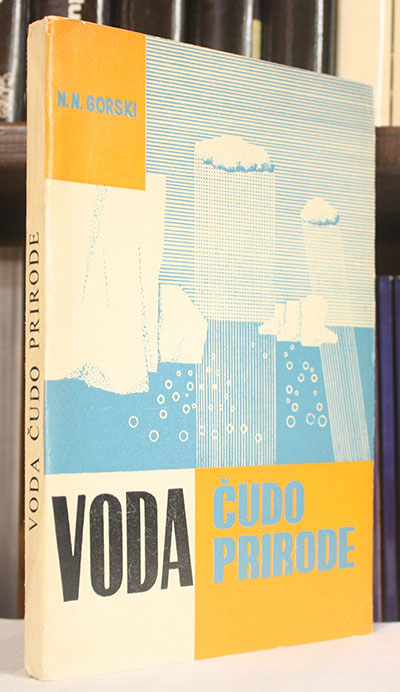 N. N. GORSKI
VODA
ČUDO
PRIRODE
VODA ČUDO PRIRODE